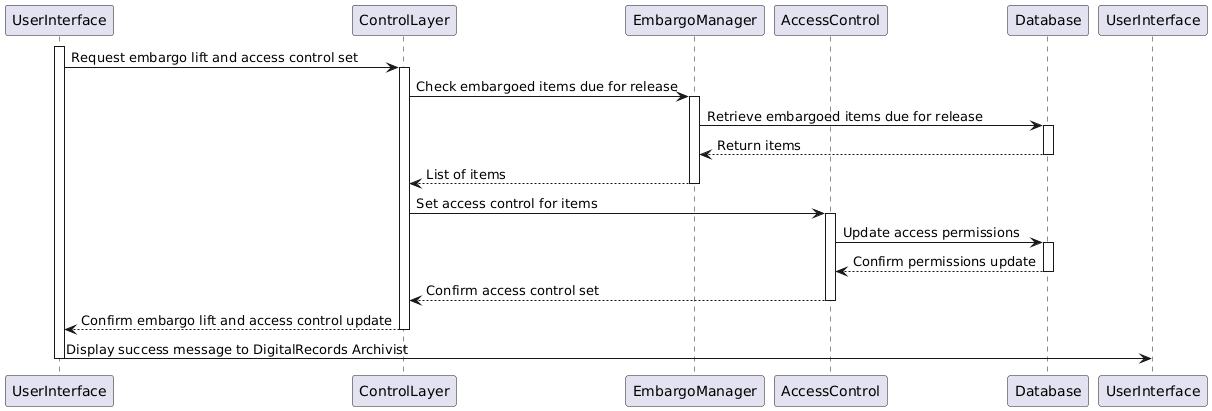 UserInterface ControlLayer EmbargoManager AccessControl Database UserInterface
Request embargo lift and access control set
Check embargoed items due for release
Retrieve embargoed items due for release
Return items
List of items
Set access control for items
Update access permissions
Confirm permissions update
Confirm access control set
Confirm embargo lift and access control update
Display success message to DigitalRecords Archivist
UserInterface ControlLayer EmbargoManager AccessControl Database UserInterface